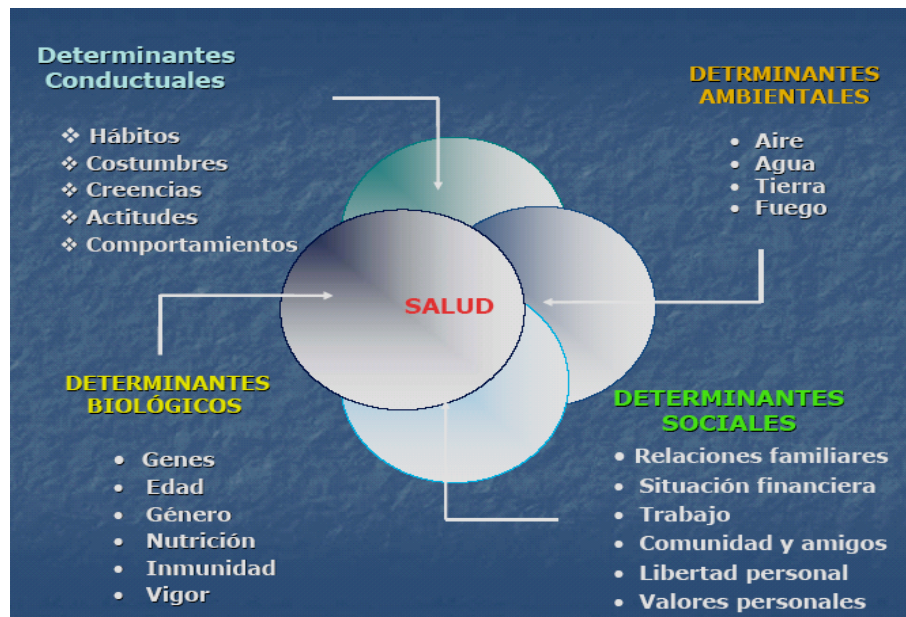 Determinantes
Conductuales
❖ Hábitos
❖ Costumbres
❖ Creencias
❖ Actitudes
❖ Comportamientos
DETRMINANTES
AMBIENTALES
• Aire
• Agua
• Tierra
• Fuego
SALUD
DETERMINANTES
BIOLÓGICOS
• Genes
• Edad
• Género
• Nutrición
• Inmunidad
• Vigor
DETERMINANTES
SOCIALES
• Relaciones familiares
• Situación financiera
• Trabajo
• Comunidad y amigos
• Libertad personal
• Valores personales